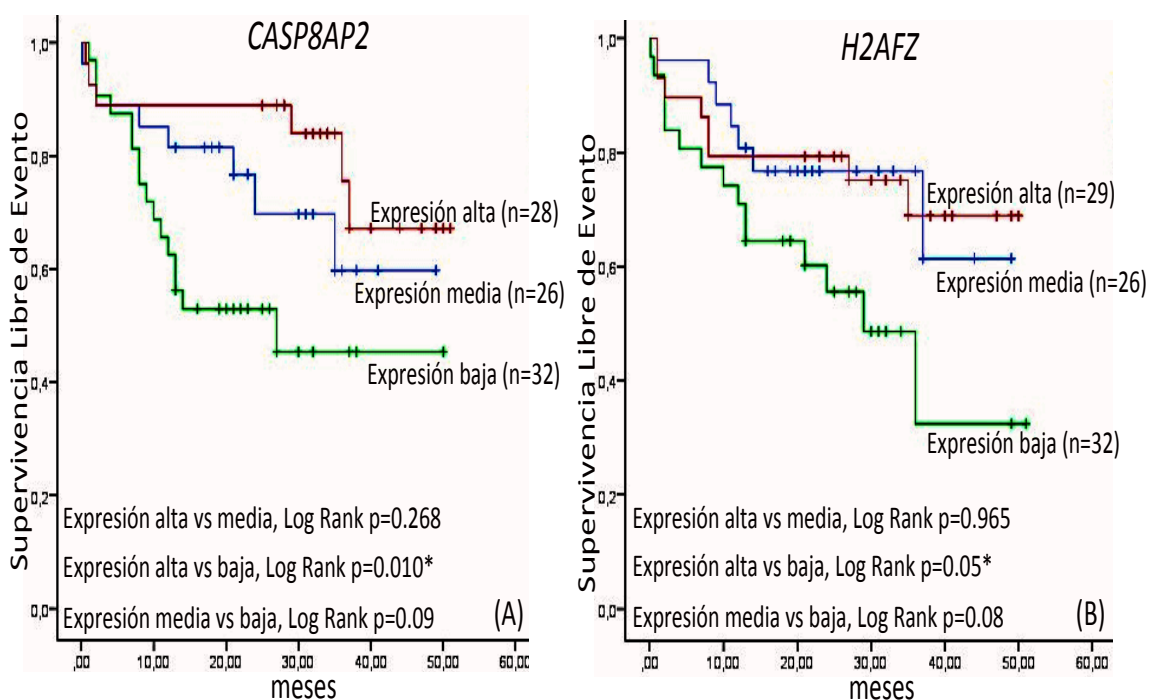 CASP8AP2
Supervivencia Libre de Evento
1,0
0,8
0,6
0,4
0,2
0,0
Expresión alta (n=28)
Expresión media (n=26)
Expresión baja (n=32)
Expresión alta vs media, Log Rank p=0.268
Expresión alta vs baja, Log Rank p=0.010*
Expresión media vs baja, Log Rank p=0.09
(A)
,00 10,00 20,00 30,00 40,00 50,00 60,00
meses
H2AFZ
Supervivencia Libre de Evento
1,0
0,8
0,6
0,4
0,2
0,0
Expresión alta (n=29)
Expresión media (n=26)
Expresión baja (n=32)
Expresión alta vs media, Log Rank p=0.965
Expresión alta vs baja, Log Rank p=0.05*
Expresión media vs baja, Log Rank p=0.08
(B)
,00 10,00 20,00 30,00 40,00 50,00 60,00
meses